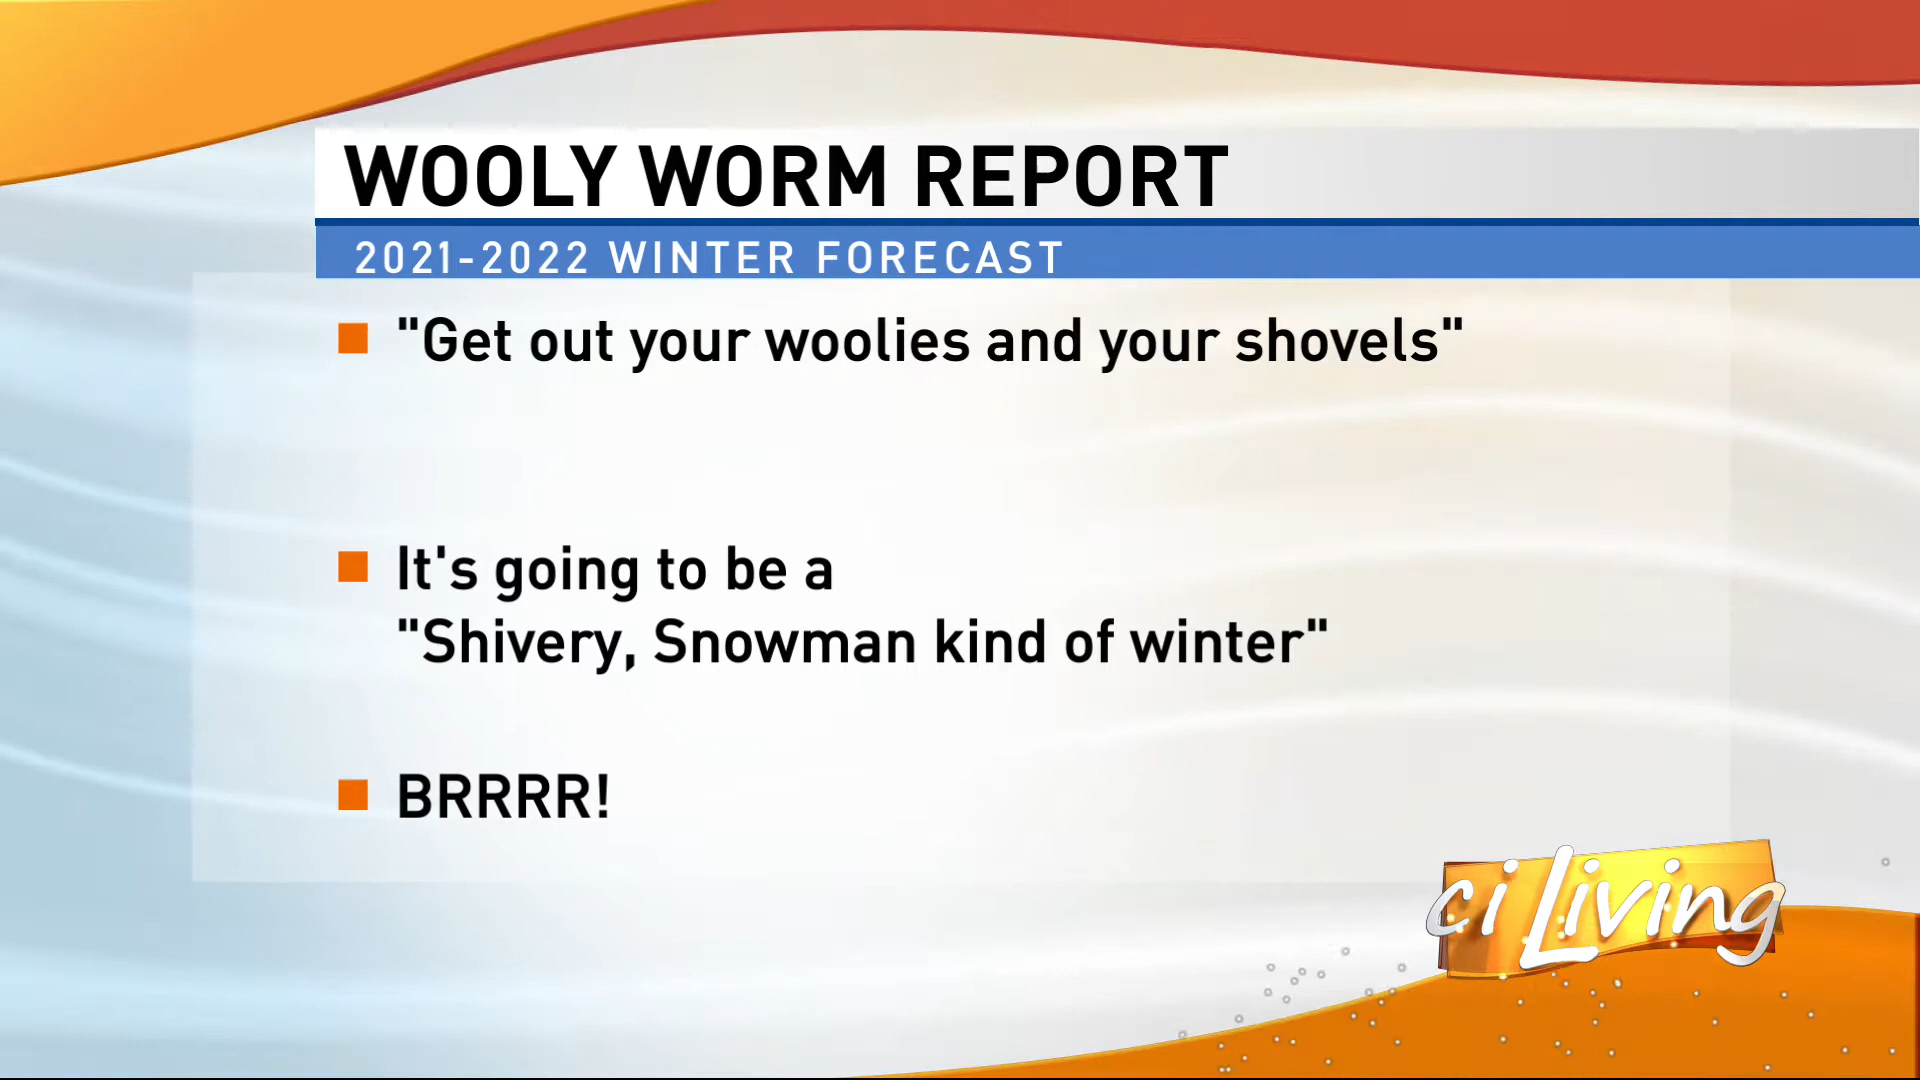 WOOLY WORM REPORT
2021-2022 WINTER FORECAST
"Get out your woolies and your shovels"
It's going to be a
"Shivery, Snowman kind of winter"
BRRRR!
ci Living